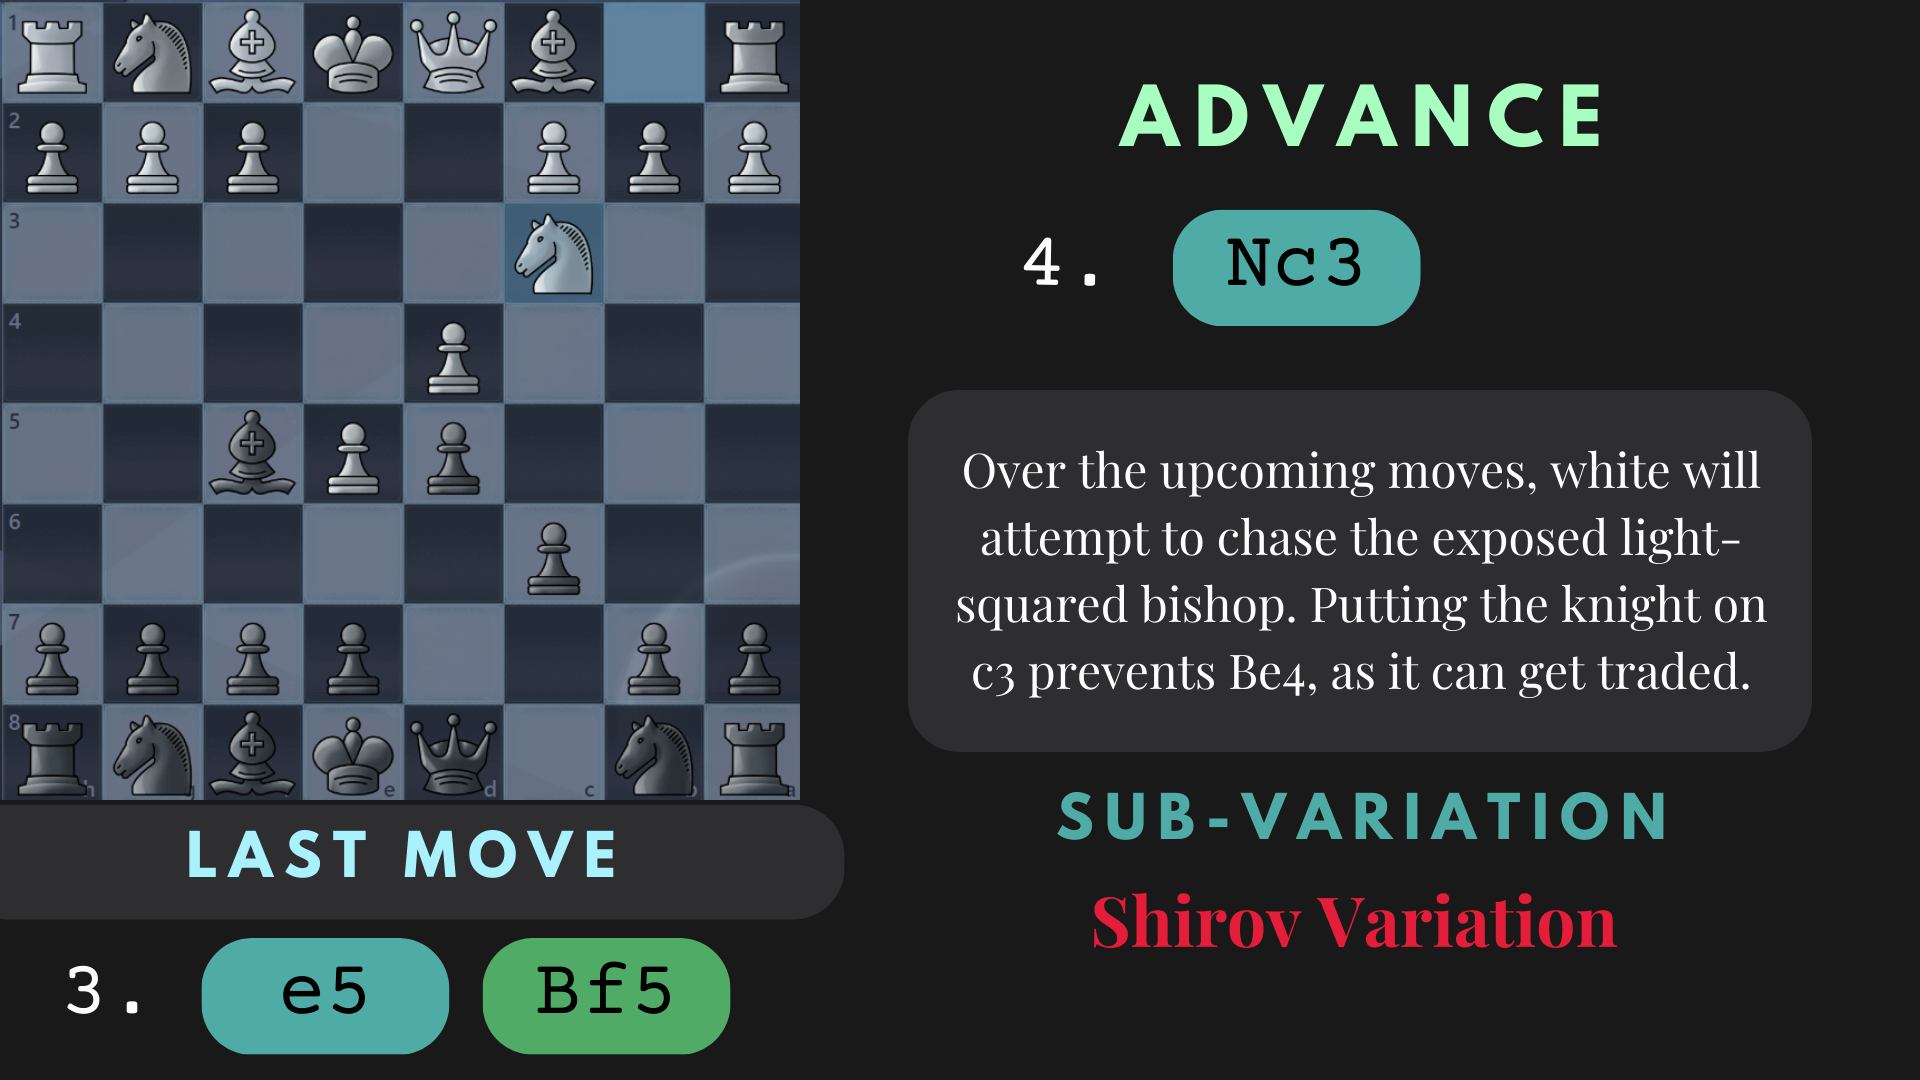 1
2
3
4
5
6
7
8
h
e
d
c
a
LAST MOVE
3. e5 Bf5
ADVANCE
4. Nc3
Over the upcoming moves, white will
attempt to chase the exposed light-
squared bishop. Putting the knight on
c3 prevents Be4, as it can get traded.
SUB-VARIATION
Shirov Variation